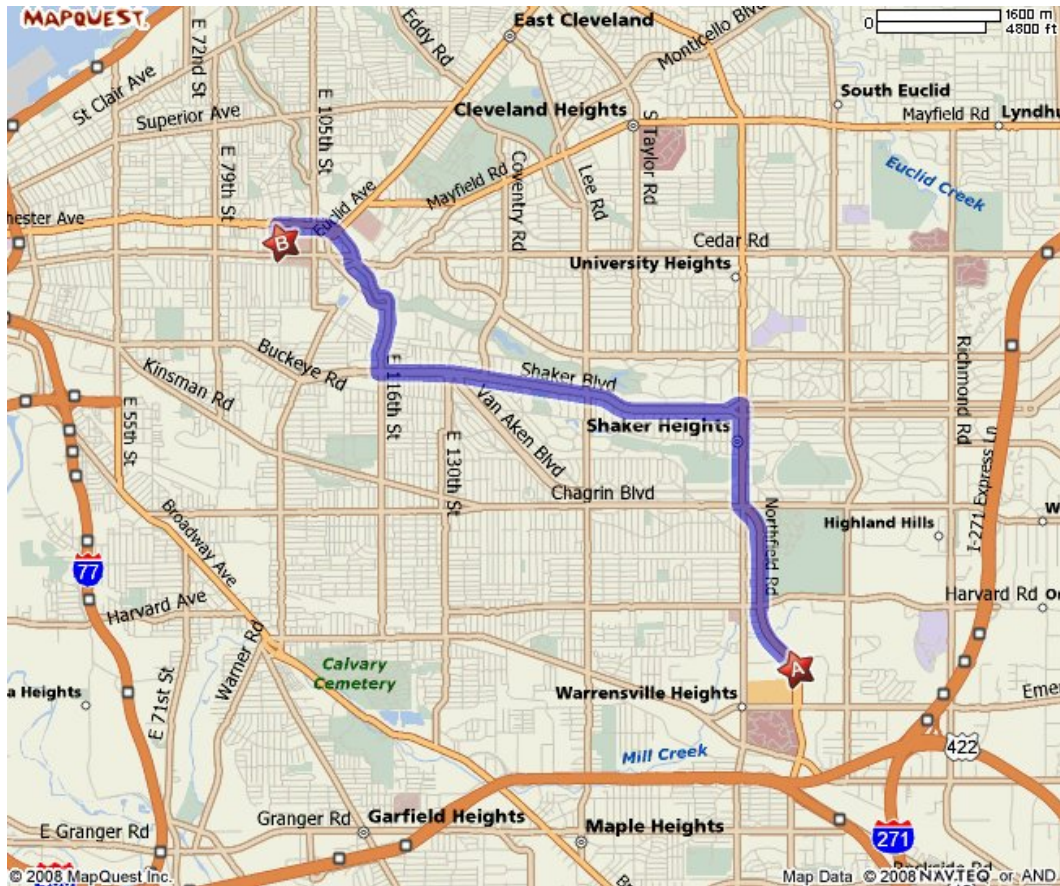 MAPQUEST.
E 72nd St
Eddy Rd
East Cleveland
Monticello Blvd
0
1600 m
4800 ft
St Clair Ave
Superior Ave
E 105th St
Cleveland Heights
S Taylor Rd
South Euclid
Mayfield Rd
E 79th St
Euclid Ave
Mayfield Rd
Coventry Rd
Lee Rd
Euclid Creek
B
Cedar Rd
University Heights
Buckeye Rd
Kinsman Rd
E 116th St
Shaker Blvd
Richmond Rd
E 55th St
Van Aken Blvd
Shaker Heights
E 130th St
Chagrin Blvd
I-271 Express Ln
Broadway Ave
Northfield Rd
Highland Hills
77
Harvard Ave
Harvard Rd
Warner Rd
Calvary
Cemetery
A
E 71st St
Warrensville Heights
Mill Creek
422
E Granger Rd
Granger Rd
Garfield Heights
Maple Heights
271
© 2008 MapQuest Inc.
Map Data © 2008 NAVTEQ or AND